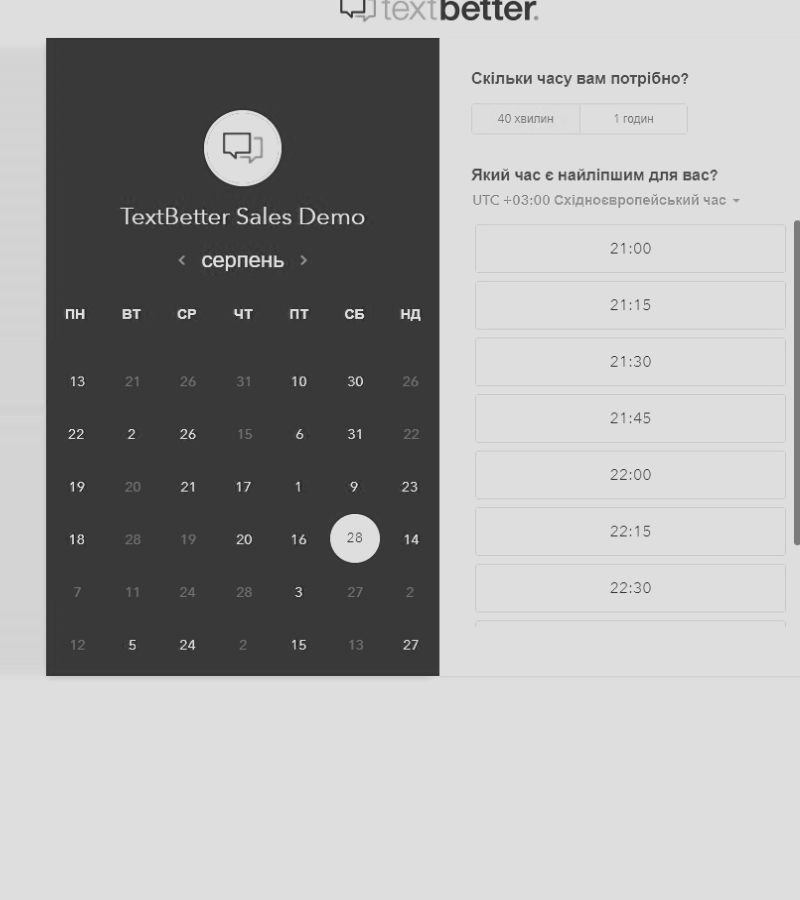 textbetter.
TextBetter Sales Demo
серпень
ПН ВТ СР ЧТ ПТ СБ НД
13 21 26 31 10 30 26
22 2 26 15 6 31 22
19 20 21 17 1 9 23
18 28 19 20 16 28 14
7 11 24 28 3 27 2
12 5 24 2 15 13 27
Скільки часу вам потрібно?
40 хвилин 1 годин
Який час є найліпшим для вас?
UTC +03:00 Східноєвропейський час
21:00
21:15
21:30
21:45
22:00
22:15
22:30